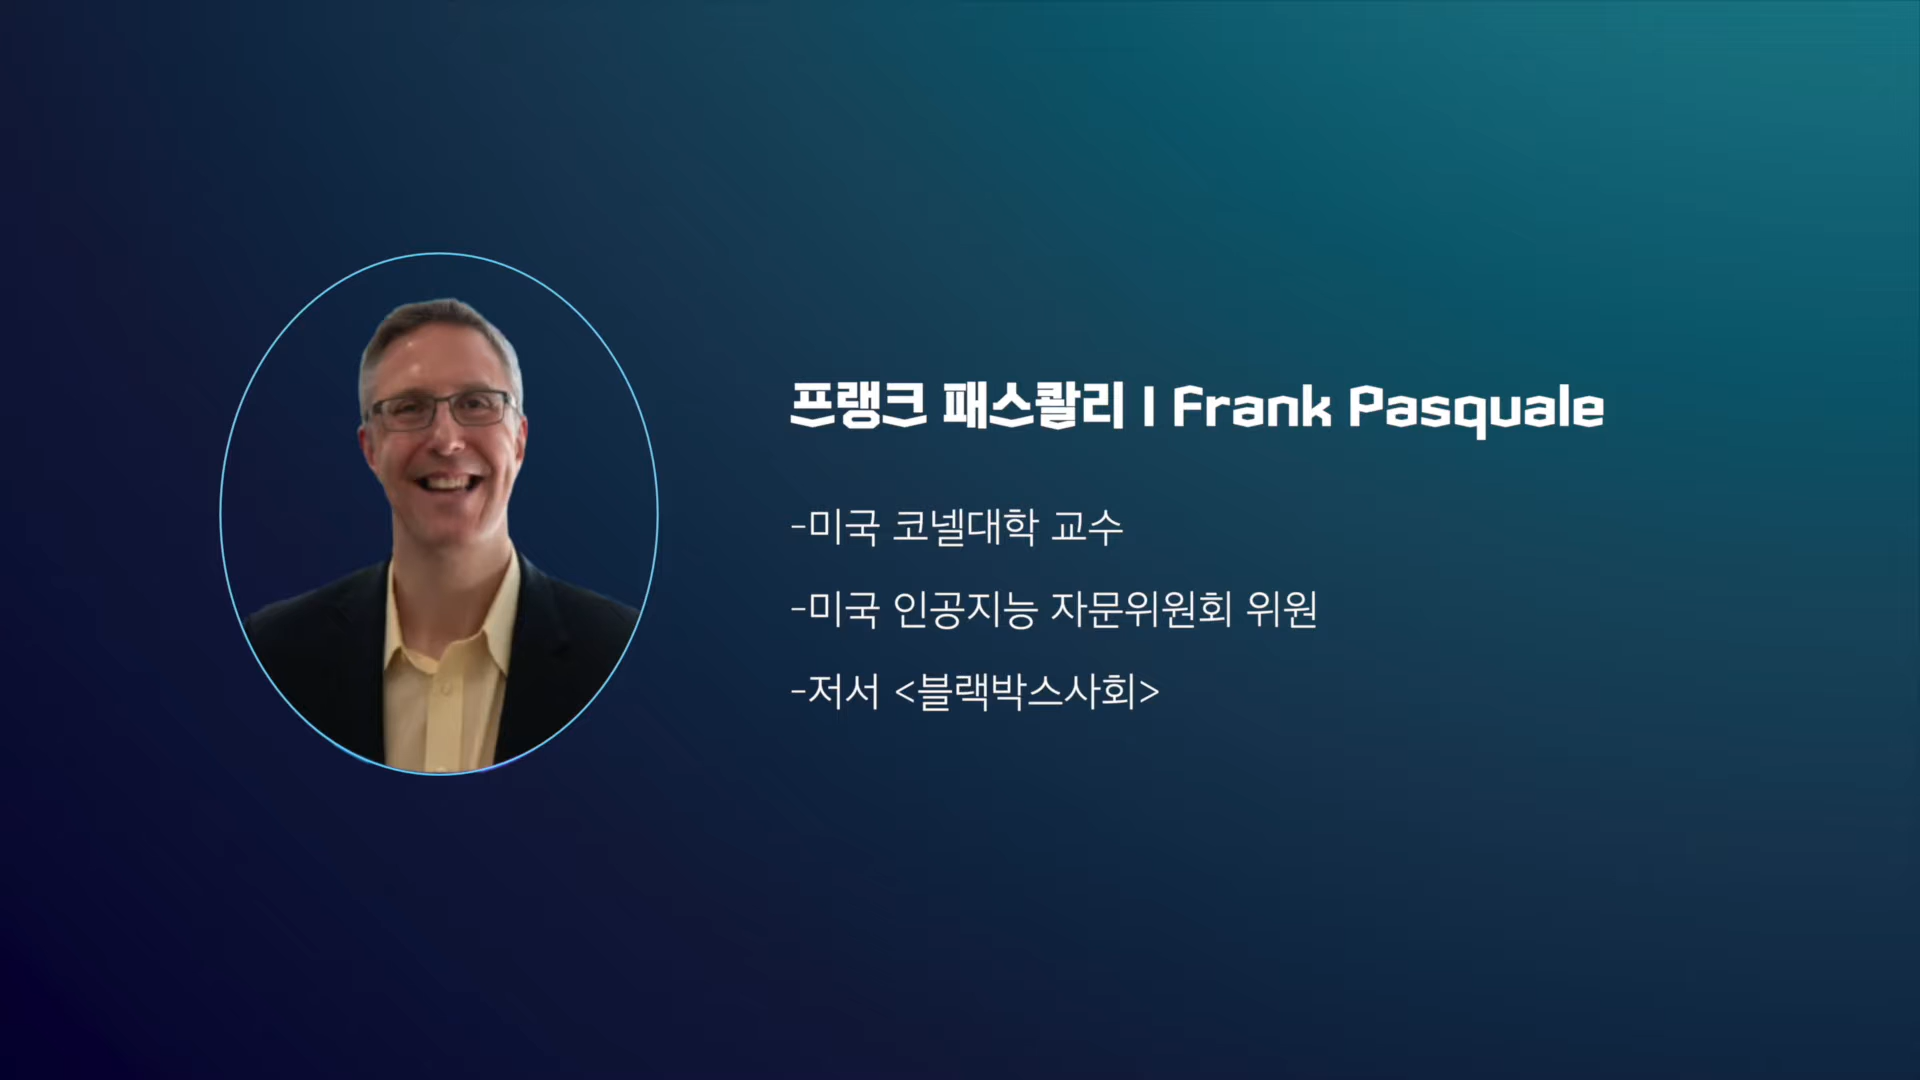 프랭크 패스콸리 | Frank Pasquale
-미국 코넬대학 교수
-미국 인공지능 자문위원회 위원
-저서 <블랙박스사회>